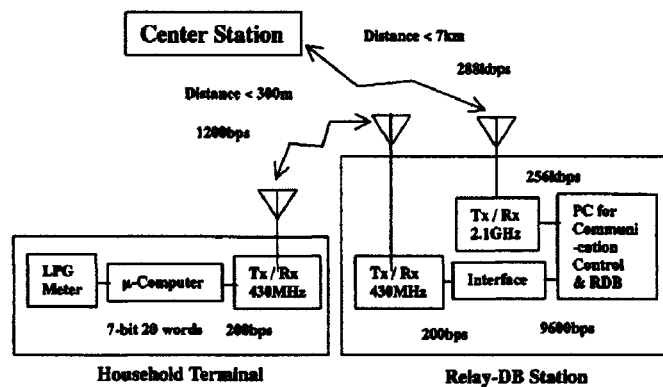 Center Station
Distance < 7km
288kbps
Distance < 300m
1200bps
256kbps
Tx / Rx
2.1GHz
PC for
Communi
-cation
Control
& RDB
LPG
Meter
μ-Computer
Tx / Rx
430MHz
Tx / Rx
430MHz
Interface
7-bit 20 words
200bps
200bps
9600bps
Household Terminal
Relay-DB Station